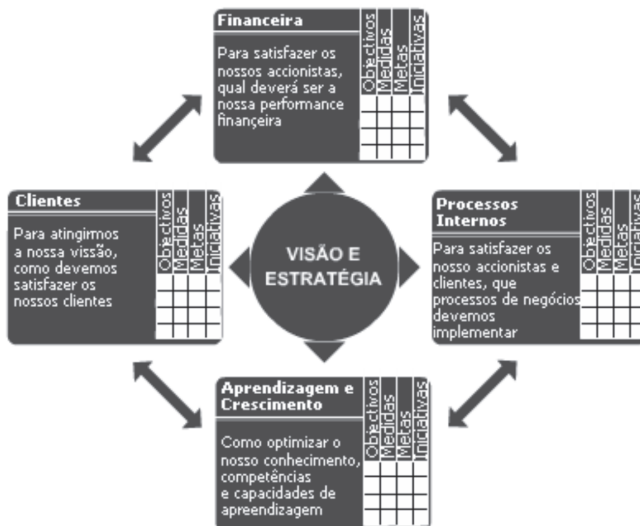 Financeira
Para satisfazer os
nossos accionistas,
qual deverá ser a
nossa performance
finançeira
Objectivos
Medidas
Metas
Iniciativas
Clientes
Para atingirmos
a nossa vissão,
como devemos
satisfazer os
nossos clientes
Objectivos
Medidas
Metas
Iniciativas
VISÃO E
ESTRATÉGIA
Processos
Internos
Para satisfazer os
nosso accionistas e
clientes, que
processos de negócios
devemos
implementar
Objectivos
Medidas
Metas
Iniciativas
Aprendizagem e
Crescimento
Como optimizar o
nosso conhecimento,
competências
e capacidades de
apreendizagem
Objectivos
Medidas
Metas
Iniciativas